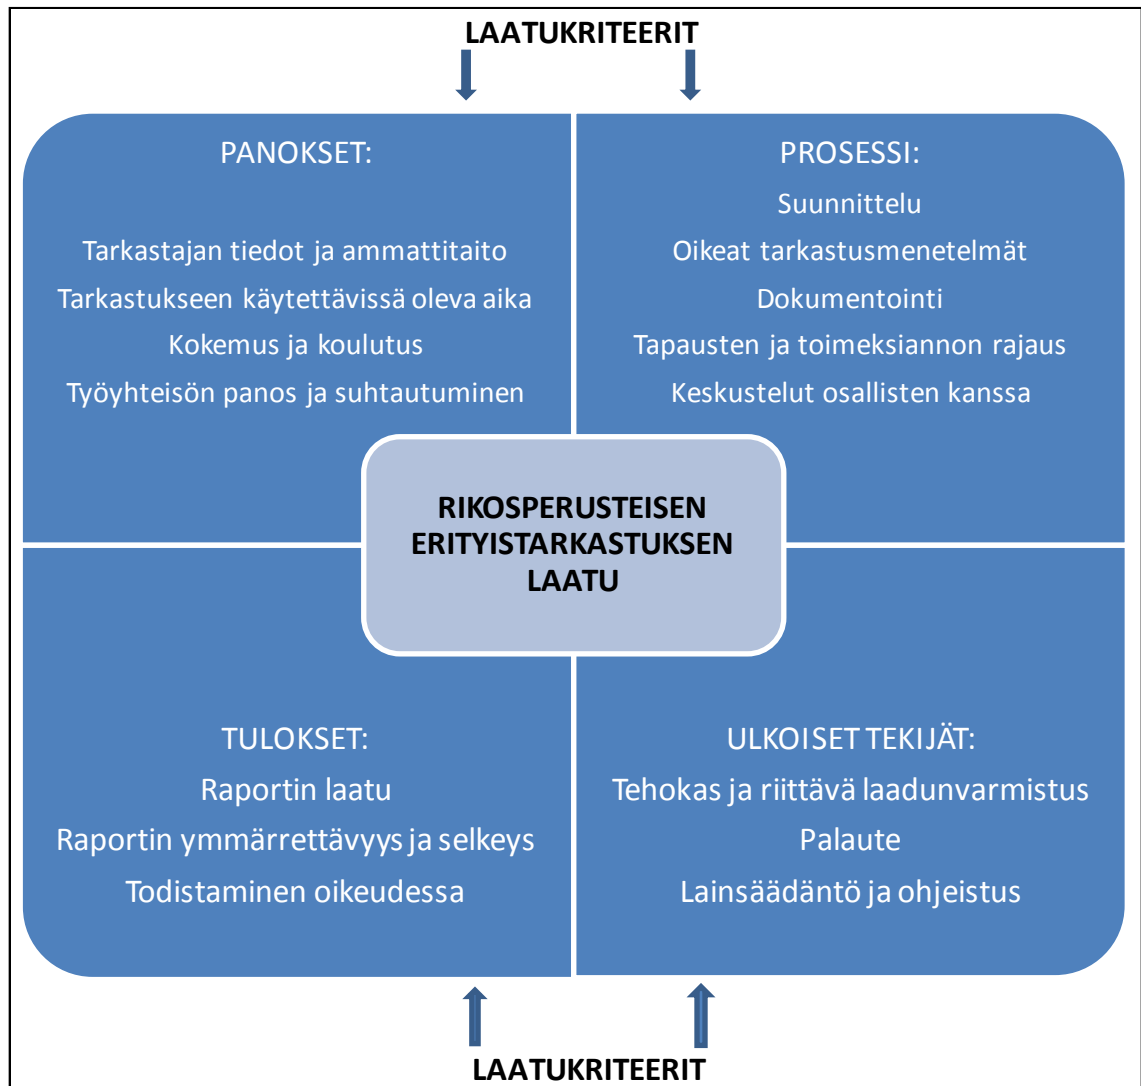 LAATUKRITEERIT
PANOKSET:
Tarkastajan tiedot ja ammattitaito
Tarkastukseen käytettävissä oleva aika
Kokemus ja koulutus
Työyhteisön panos ja suhtautuminen
PROSESSI:
Suunnittelu
Oikeat tarkastusmenetelmät
Dokumentointi
Tapausten ja toimeksiannon rajaus
Keskustelut osallisten kanssa
RIKOSPERUSTEISEN
ERITYISTARKASTUKSEN
LAATU
TULOKSET:
Raportin laatu
Raportin ymmärrettävyys ja selkeys
Todistaminen oikeudessa
ULKOISET TEKIJÄT:
Tehokas ja riittävä laadunvarmistus
Palaute
Lainsäädäntö ja ohjeistus
LAATUKRITEERIT